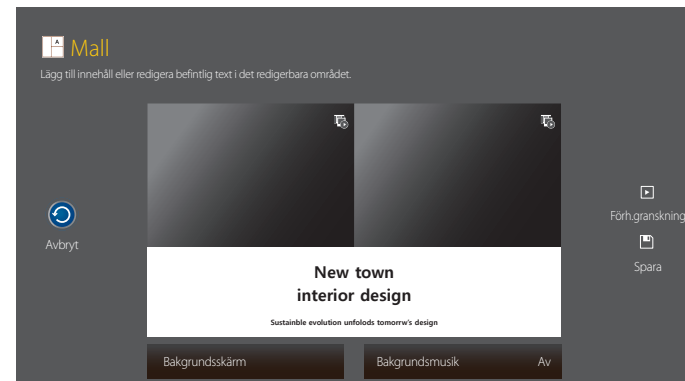 A
Mall
Lägg till innehåll eller redigera befintlig text i det redigerbara området.
Avbryt
New town
interior design
Sustainble evolution unfolods tomorrw's design
Förh.granskning
Spara
Bakgrundsskärm
Bakgrundsmusik Av